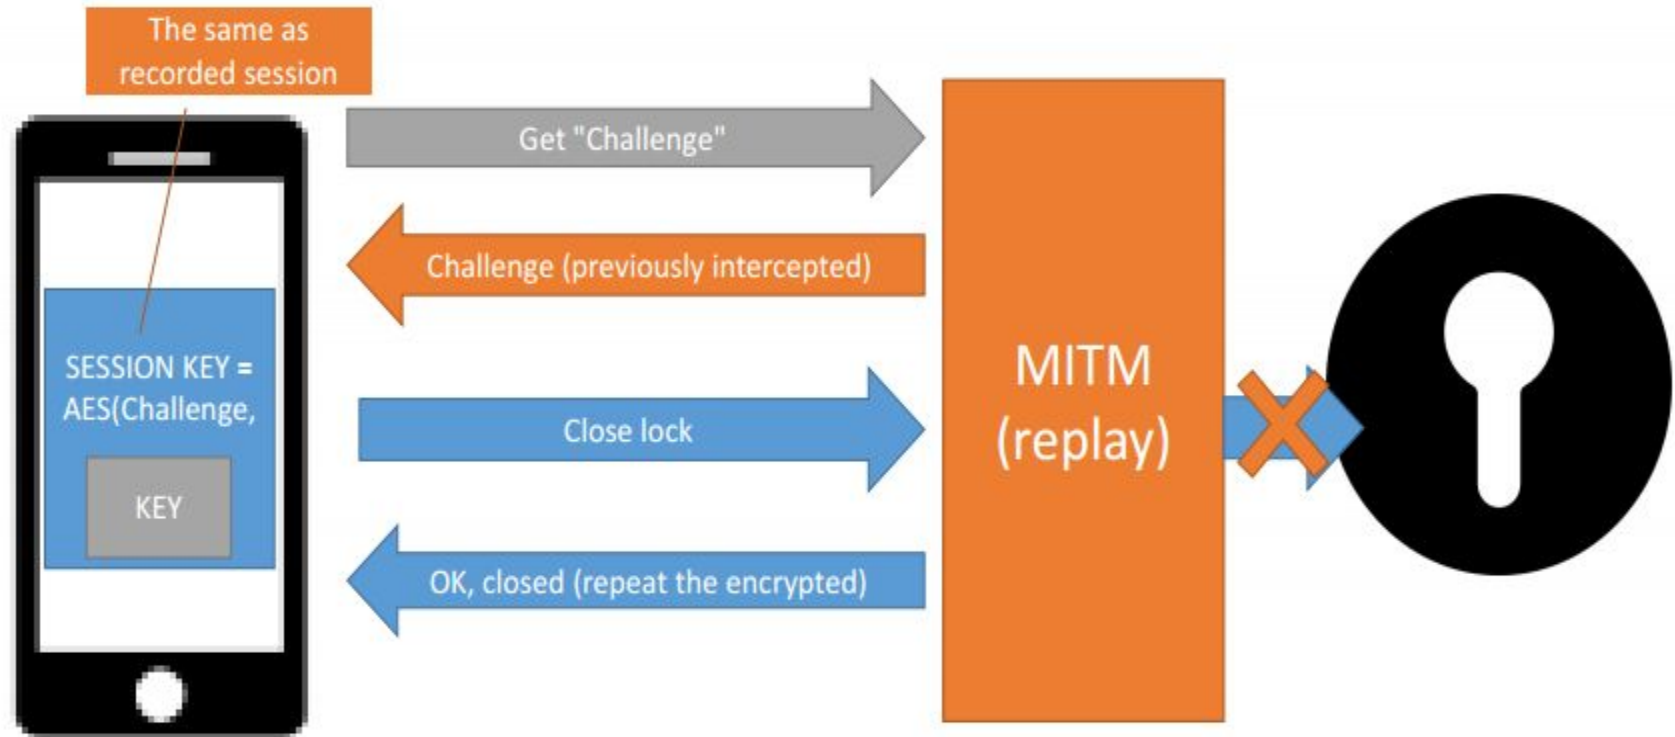 The same as
recorded session
Get "Challenge"
Challenge (previously intercepted)
SESSION KEY =
AES(Challenge,
KEY
Close lock
OK, closed (repeat the encrypted)
MITM
(replay)